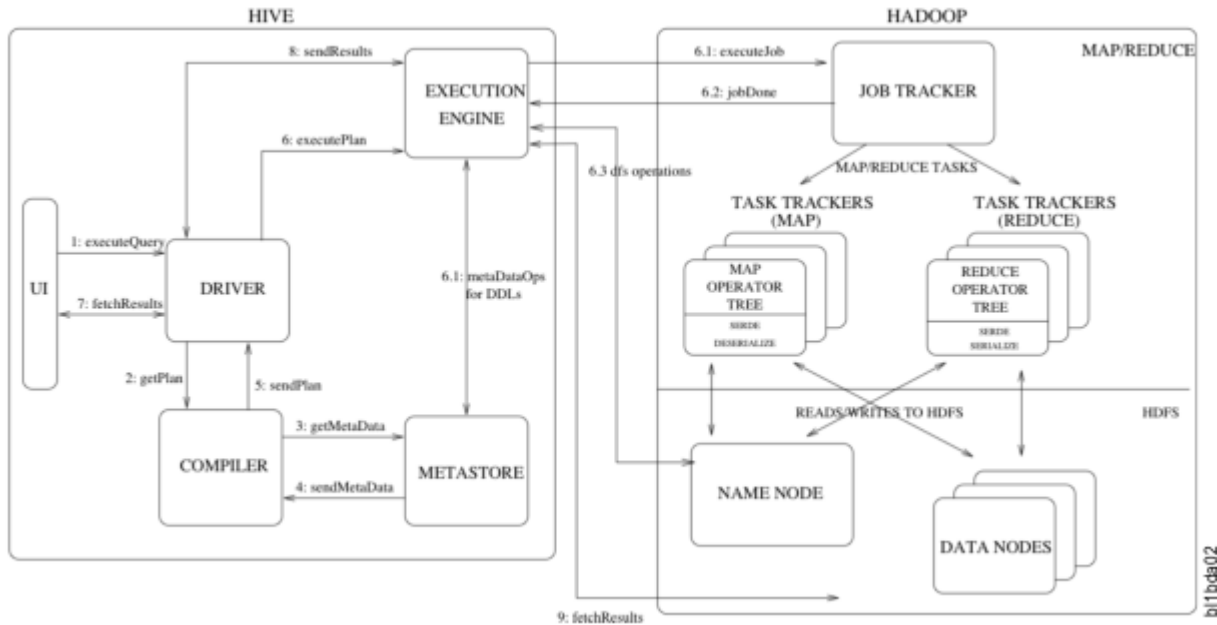 HIVE
HADOOP
MAP/REDUCE
8: sendResults
6.1: executeJob
EXECUTION
ENGINE
6.2: jobDone
JOB TRACKER
6: executePlan
6.3 dfs operations
MAP/REDUCE TASKS
TASK TRACKERS
(MAP)
TASK TRACKERS
(REDUCE)
UI
1: executeQuery
7: fetchResults
DRIVER
6.1: metaDataOps
for DDLs
MAP
OPERATOR
TREE
SERDE
DESERIALIZE
REDUCE
OPERATOR
TREE
SERDE
SERIALIZE
2: getPlan
5: sendPlan
READS/WRITES TO HDFS
HDFS
COMPILER
3: getMetaData
4: sendMetaData
METASTORE
NAME NODE
DATA NODES
9: fetchResults
bl1bda02